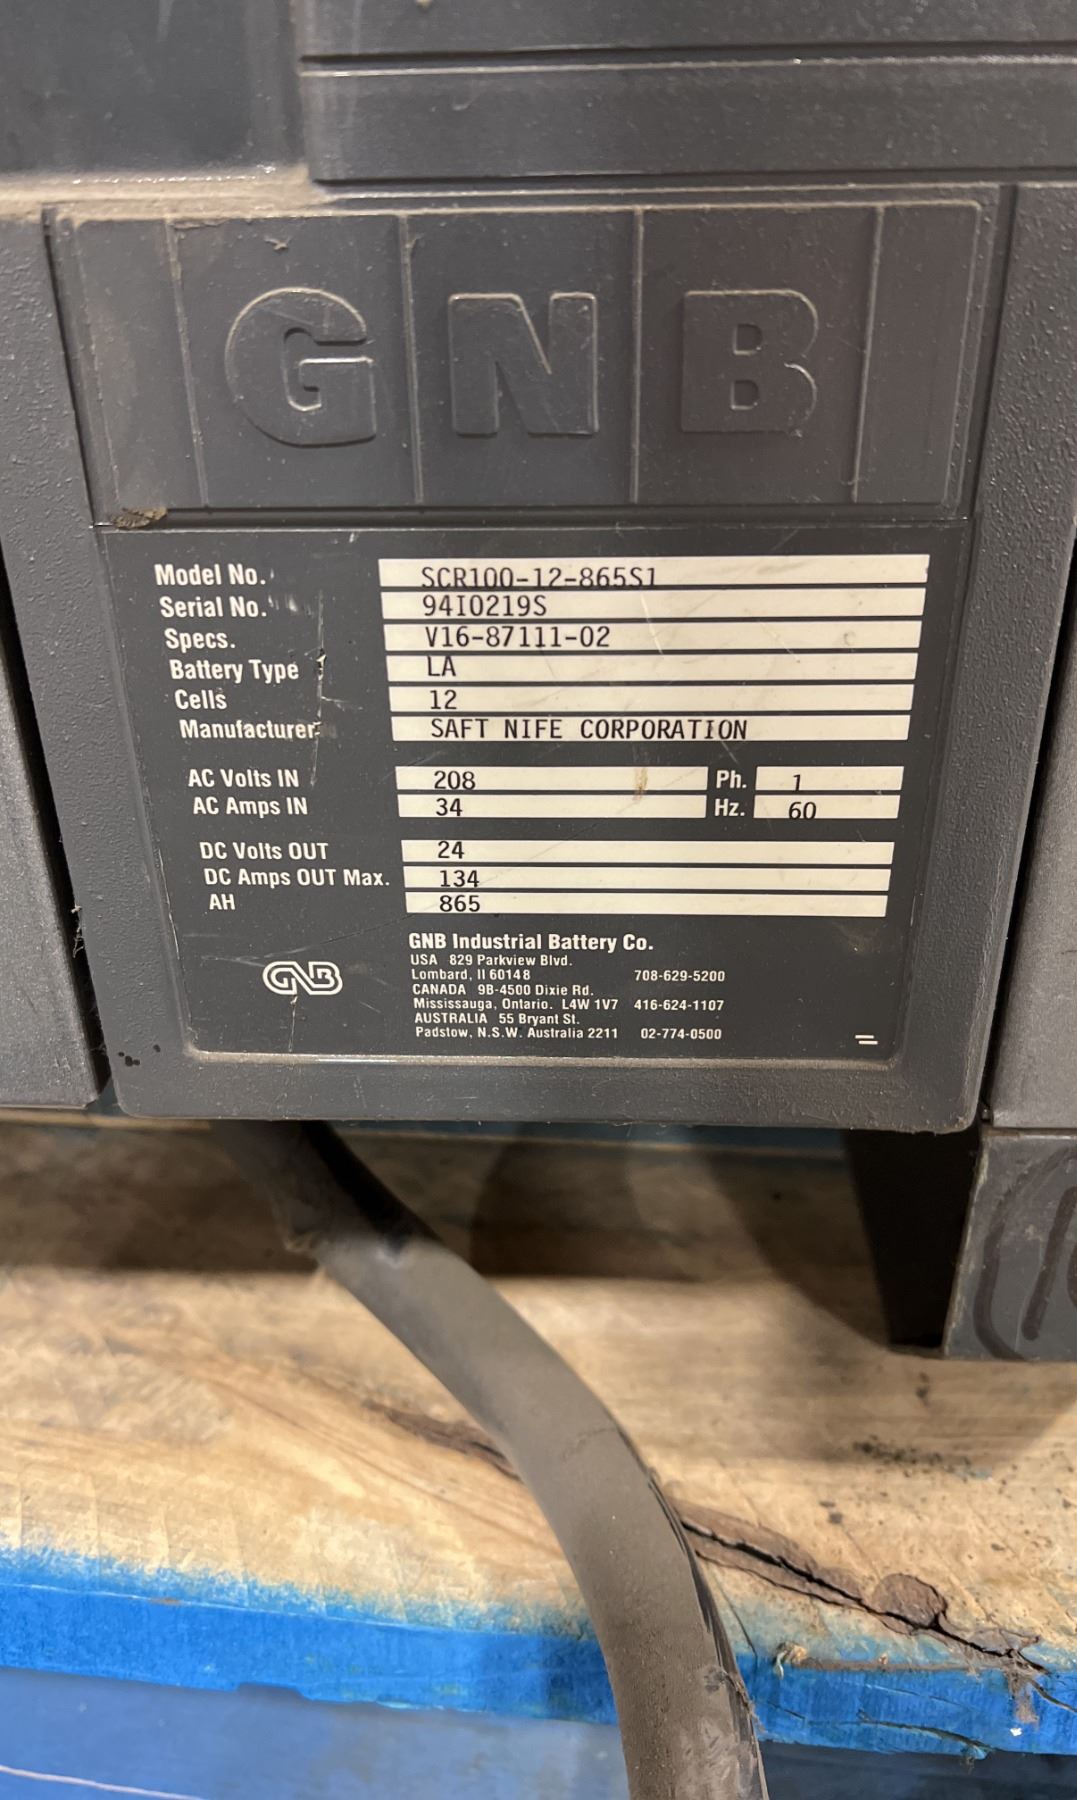 GNB
Model No. SCR100-12-865S1
Serial No. 94I0219S
Specs. V16-87111-02
Battery Type LA
Cells 12
Manufacturer SAFT NIFE CORPORATION
AC Volts IN 208 Ph. 1
AC Amps IN 34 Hz. 60
DC Volts OUT 24
DC Amps OUT Max. 134
AH 865
GNB
GNB Industrial Battery Co.
USA 829 Parkview Blvd.
Lombard, Il 60148 708-629-5200
CANADA 9B-4500 Dixie Rd.
Mississauga, Ontario. L4W 1V7 416-624-1107
AUSTRALIA 55 Bryant St.
Padstow, N.S.W. Australia 2211 02-774-0500